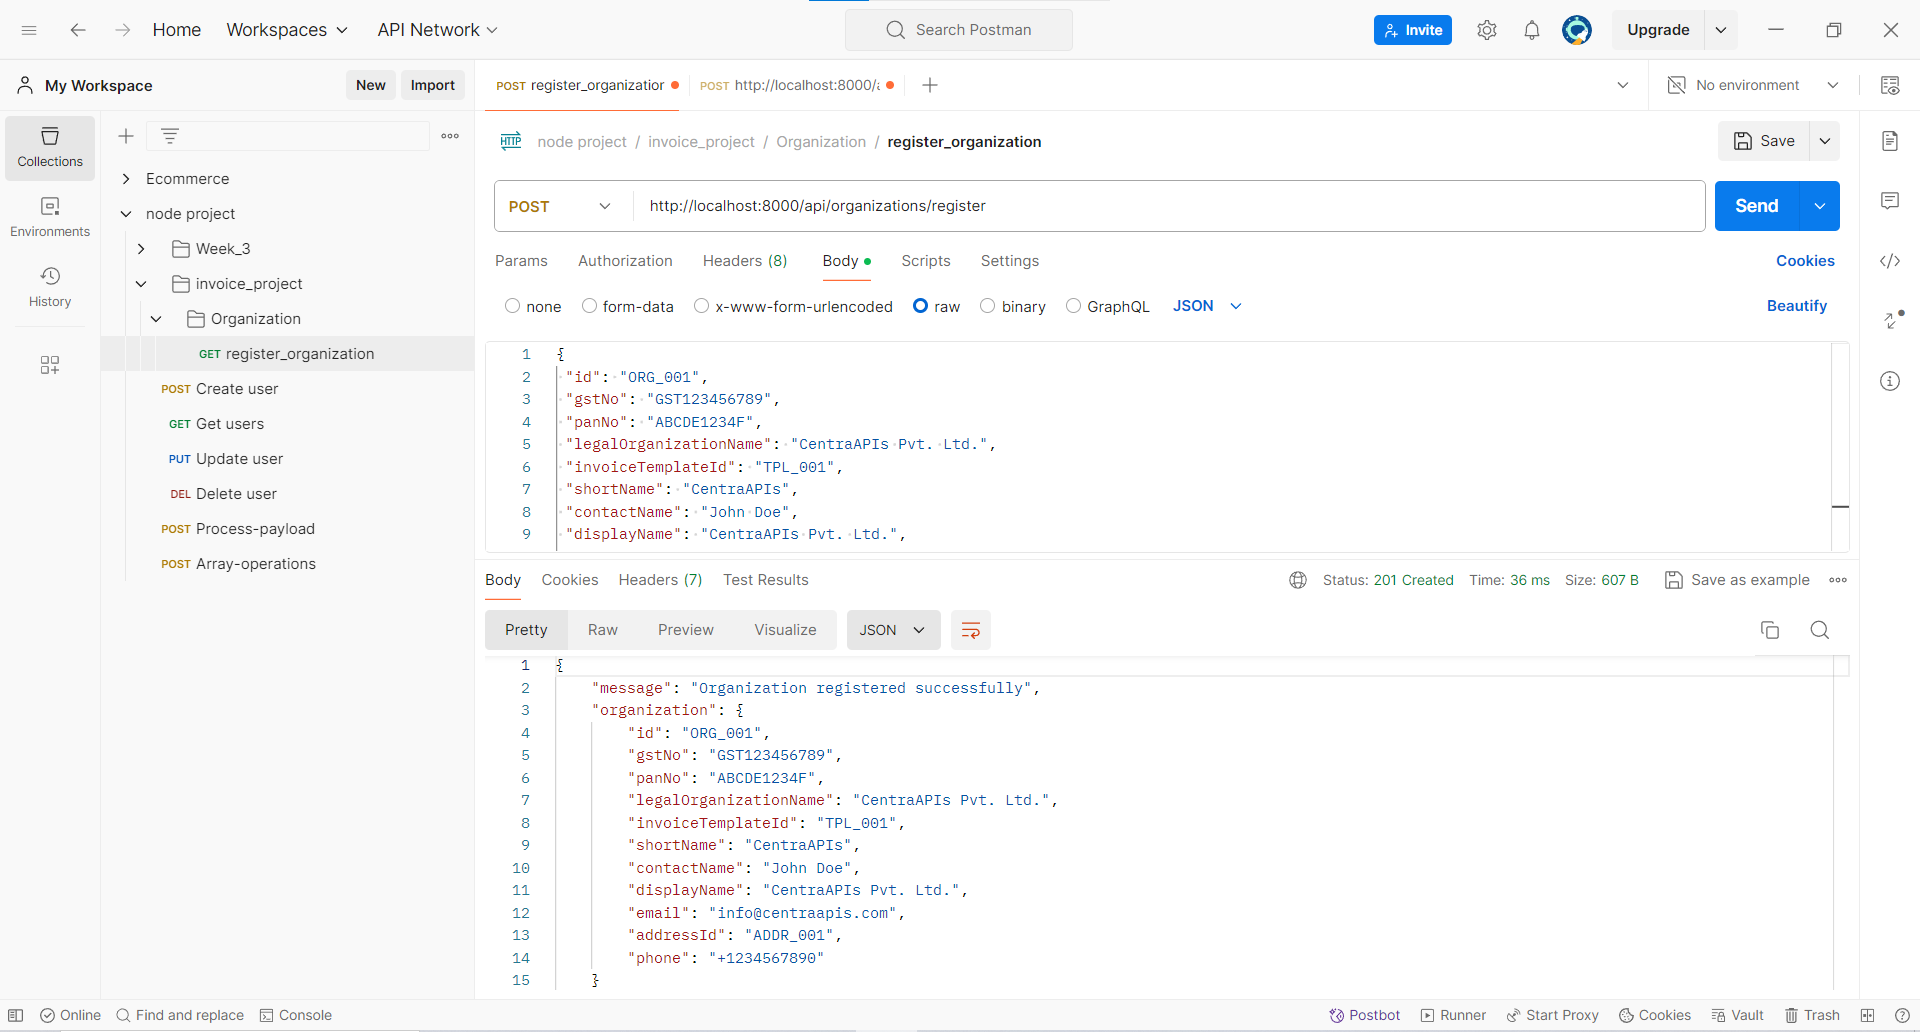 Home Workspaces API Network Search Postman Invite Upgrade
My Workspace New Import POST register_organization POST http://localhost:8000/a No environment
Collections
Environments
History
Ecommerce
node project
Week_3
invoice_project
Organization
GET register_organization
POST Create user
GET Get users
PUT Update user
DEL Delete user
POST Process-payload
POST Array-operations
HTTP node project / invoice_project / Organization / register_organization Save
POST http://localhost:8000/api/organizations/register Send
Params Authorization Headers (8) Body Scripts Settings Cookies
none form-data x-www-form-urlencoded raw binary GraphQL JSON Beautify
1 {
2 "id": "ORG_001",
3 "gstNo": "GST123456789",
4 "panNo": "ABCDE1234F",
5 "legalOrganizationName": "CentraAPIs Pvt. Ltd.",
6 "invoiceTemplateId": "TPL_001",
7 "shortName": "CentraAPIs",
8 "contactName": "John Doe",
9 "displayName": "CentraAPIs Pvt. Ltd.",
Body Cookies Headers (7) Test Results Status: 201 Created Time: 36 ms Size: 607 B Save as example
Pretty Raw Preview Visualize JSON
1 {
2 "message": "Organization registered successfully",
3 "organization": {
4 "id": "ORG_001",
5 "gstNo": "GST123456789",
6 "panNo": "ABCDE1234F",
7 "legalOrganizationName": "CentraAPIs Pvt. Ltd.",
8 "invoiceTemplateId": "TPL_001",
9 "shortName": "CentraAPIs",
10 "contactName": "John Doe",
11 "displayName": "CentraAPIs Pvt. Ltd.",
12 "email": "info@centraapis.com",
13 "addressId": "ADDR_001",
14 "phone": "+1234567890"
15 }
Online Find and replace Console Postbot Runner Start Proxy Cookies Vault Trash